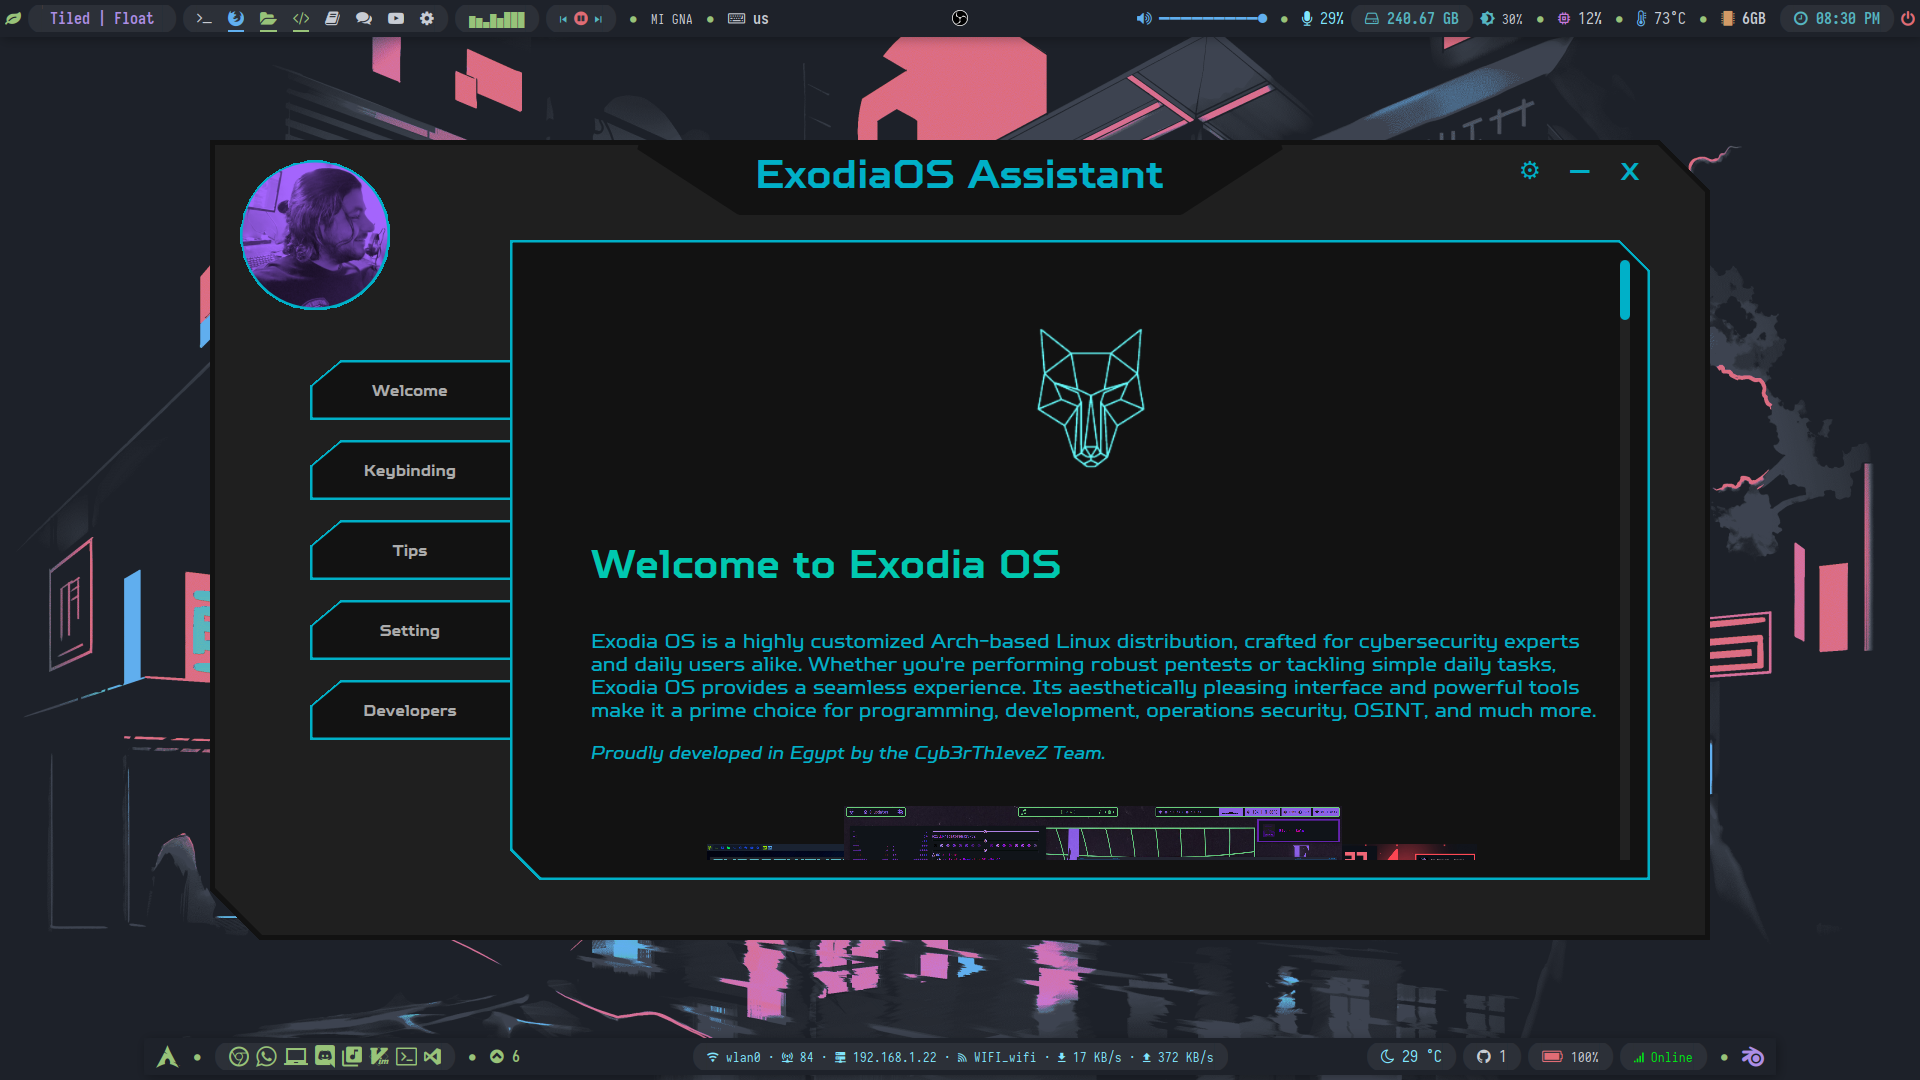 Tiled | Float
MI GNA
us
29%
240.67 GB
30%
12%
73°C
6GB
08:30 PM
ExodiaOS Assistant
X
Welcome
Keybinding
Tips
Setting
Developers
Welcome to Exodia OS
Exodia OS is a highly customized Arch-based Linux distribution, crafted for cybersecurity experts
and daily users alike. Whether you're performing robust pentests or tackling simple daily tasks,
Exodia OS provides a seamless experience. Its aesthetically pleasing interface and powerful tools
make it a prime choice for programming, development, operations security, OSINT, and much more.
Proudly developed in Egypt by the Cyb3rTh1eveZ Team.
6
wlan0 · 84 · 192.168.1.22 · WIFI_wifi · 17 KB/s · 372 KB/s
29 °C
1
100%
Online